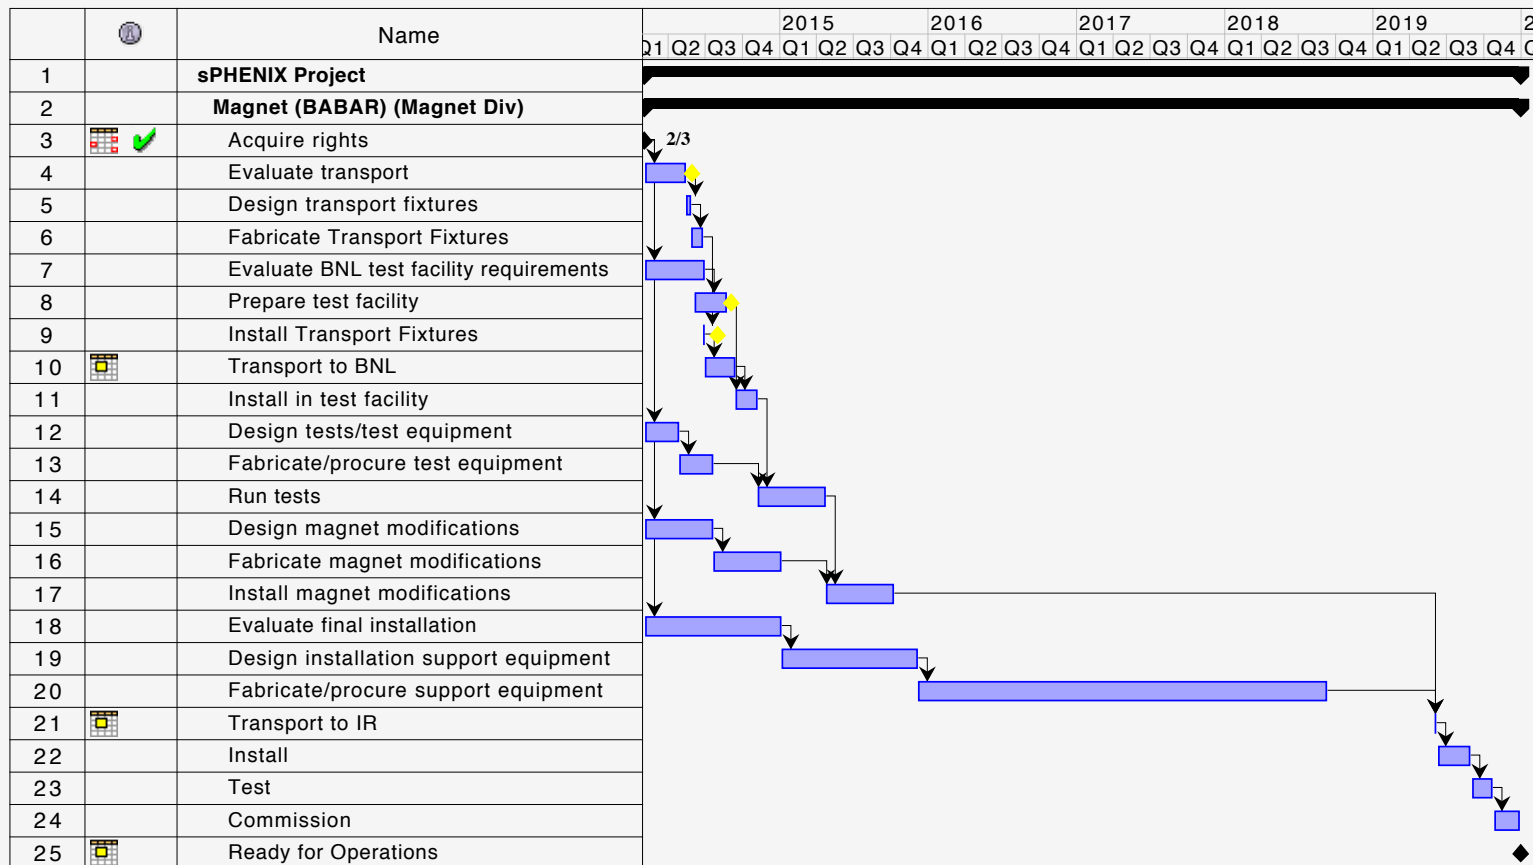 2015 2016 2017 2018 2019 2
Name
Q1 Q2 Q3 Q4 Q1 Q2 Q3 Q4 Q1 Q2 Q3 Q4 Q1 Q2 Q3 Q4 Q1 Q2 Q3 Q4 Q1 Q2 Q3 Q4 Q
1 sPHENIX Project
2 Magnet (BABAR) (Magnet Div)
3 Acquire rights 2/3
4 Evaluate transport
5 Design transport fixtures
6 Fabricate Transport Fixtures
7 Evaluate BNL test facility requirements
8 Prepare test facility
9 Install Transport Fixtures
10 Transport to BNL
11 Install in test facility
12 Design tests/test equipment
13 Fabricate/procure test equipment
14 Run tests
15 Design magnet modifications
16 Fabricate magnet modifications
17 Install magnet modifications
18 Evaluate final installation
19 Design installation support equipment
20 Fabricate/procure support equipment
21 Transport to IR
22 Install
23 Test
24 Commission
25 Ready for Operations